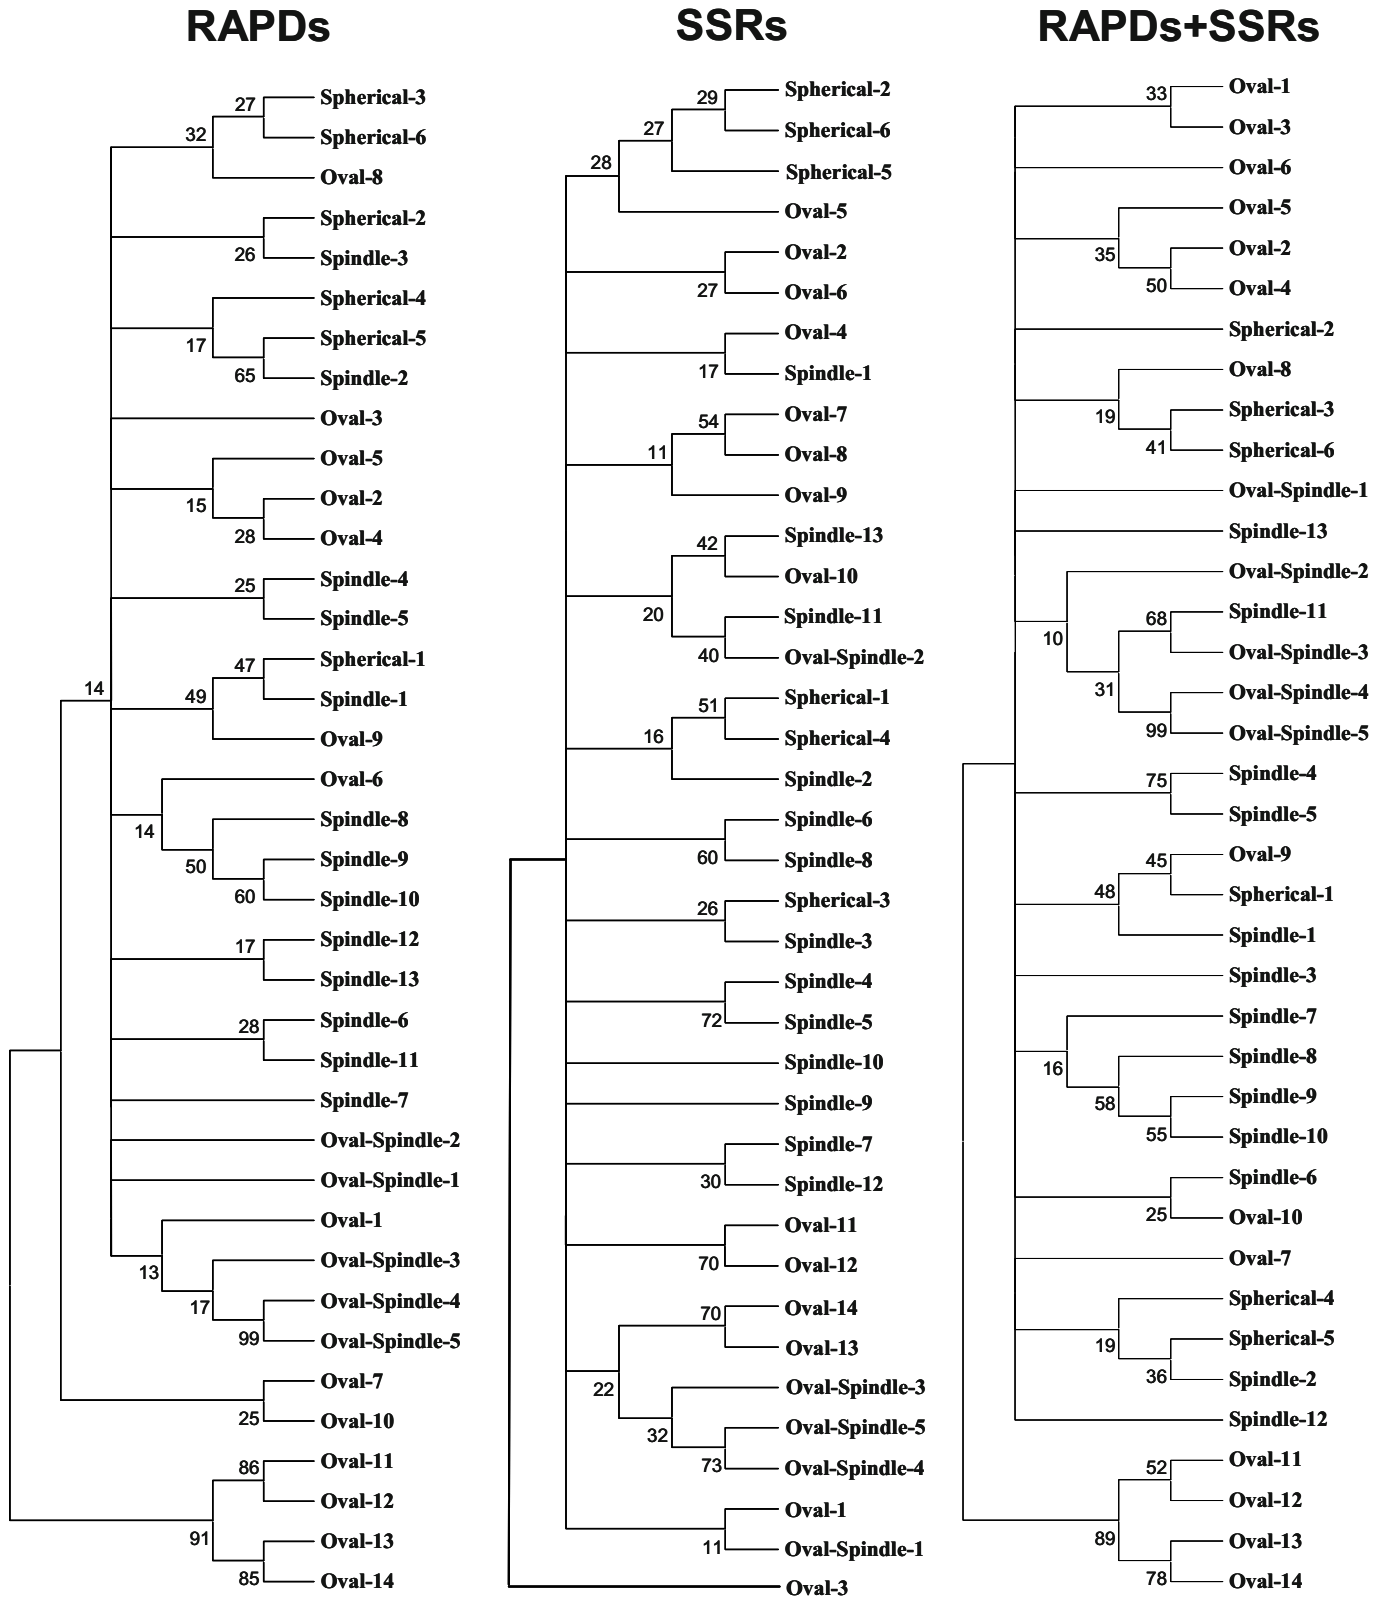 RAPDs
27
Spherical-3
Spherical-6
32
Oval-8
Spherical-2
26
Spindle-3
Spherical-4
17
Spherical-5
65
Spindle-2
Oval-3
Oval-5
15
Oval-2
28
Oval-4
25
Spindle-4
Spindle-5
47
Spherical-1
14
49
Spindle-1
Oval-9
Oval-6
14
Spindle-8
50
Spindle-9
60
Spindle-10
17
Spindle-12
Spindle-13
28
Spindle-6
Spindle-11
Spindle-7
Oval-Spindle-2
Oval-Spindle-1
Oval-1
13
Oval-Spindle-3
17
Oval-Spindle-4
99
Oval-Spindle-5
Oval-7
25
Oval-10
86
Oval-11
Oval-12
91
Oval-13
85
Oval-14
SSRs
29
Spherical-2
27
Spherical-6
28
Spherical-5
Oval-5
Oval-2
27
Oval-6
Oval-4
17
Spindle-1
54
Oval-7
11
Oval-8
Oval-9
42
Spindle-13
Oval-10
20
Spindle-11
40
Oval-Spindle-2
51
Spherical-1
16
Spherical-4
Spindle-2
Spindle-6
60
Spindle-8
26
Spherical-3
Spindle-3
Spindle-4
72
Spindle-5
Spindle-10
Spindle-9
Spindle-7
30
Spindle-12
Oval-11
70
Oval-12
70
Oval-14
Oval-13
22
Oval-Spindle-3
32
Oval-Spindle-5
73
Oval-Spindle-4
Oval-1
11
Oval-Spindle-1
Oval-3
RAPDs+SSRs
33
Oval-1
Oval-3
Oval-6
Oval-5
35
Oval-2
50
Oval-4
Spherical-2
Oval-8
19
Spherical-3
41
Spherical-6
Oval-Spindle-1
Spindle-13
Oval-Spindle-2
10
68
Spindle-11
Oval-Spindle-3
31
Oval-Spindle-4
99
Oval-Spindle-5
75
Spindle-4
Spindle-5
45
Oval-9
48
Spherical-1
Spindle-1
Spindle-3
Spindle-7
16
Spindle-8
58
Spindle-9
55
Spindle-10
Spindle-6
25
Oval-10
Oval-7
Spherical-4
19
Spherical-5
36
Spindle-2
Spindle-12
52
Oval-11
Oval-12
89
Oval-13
78
Oval-14